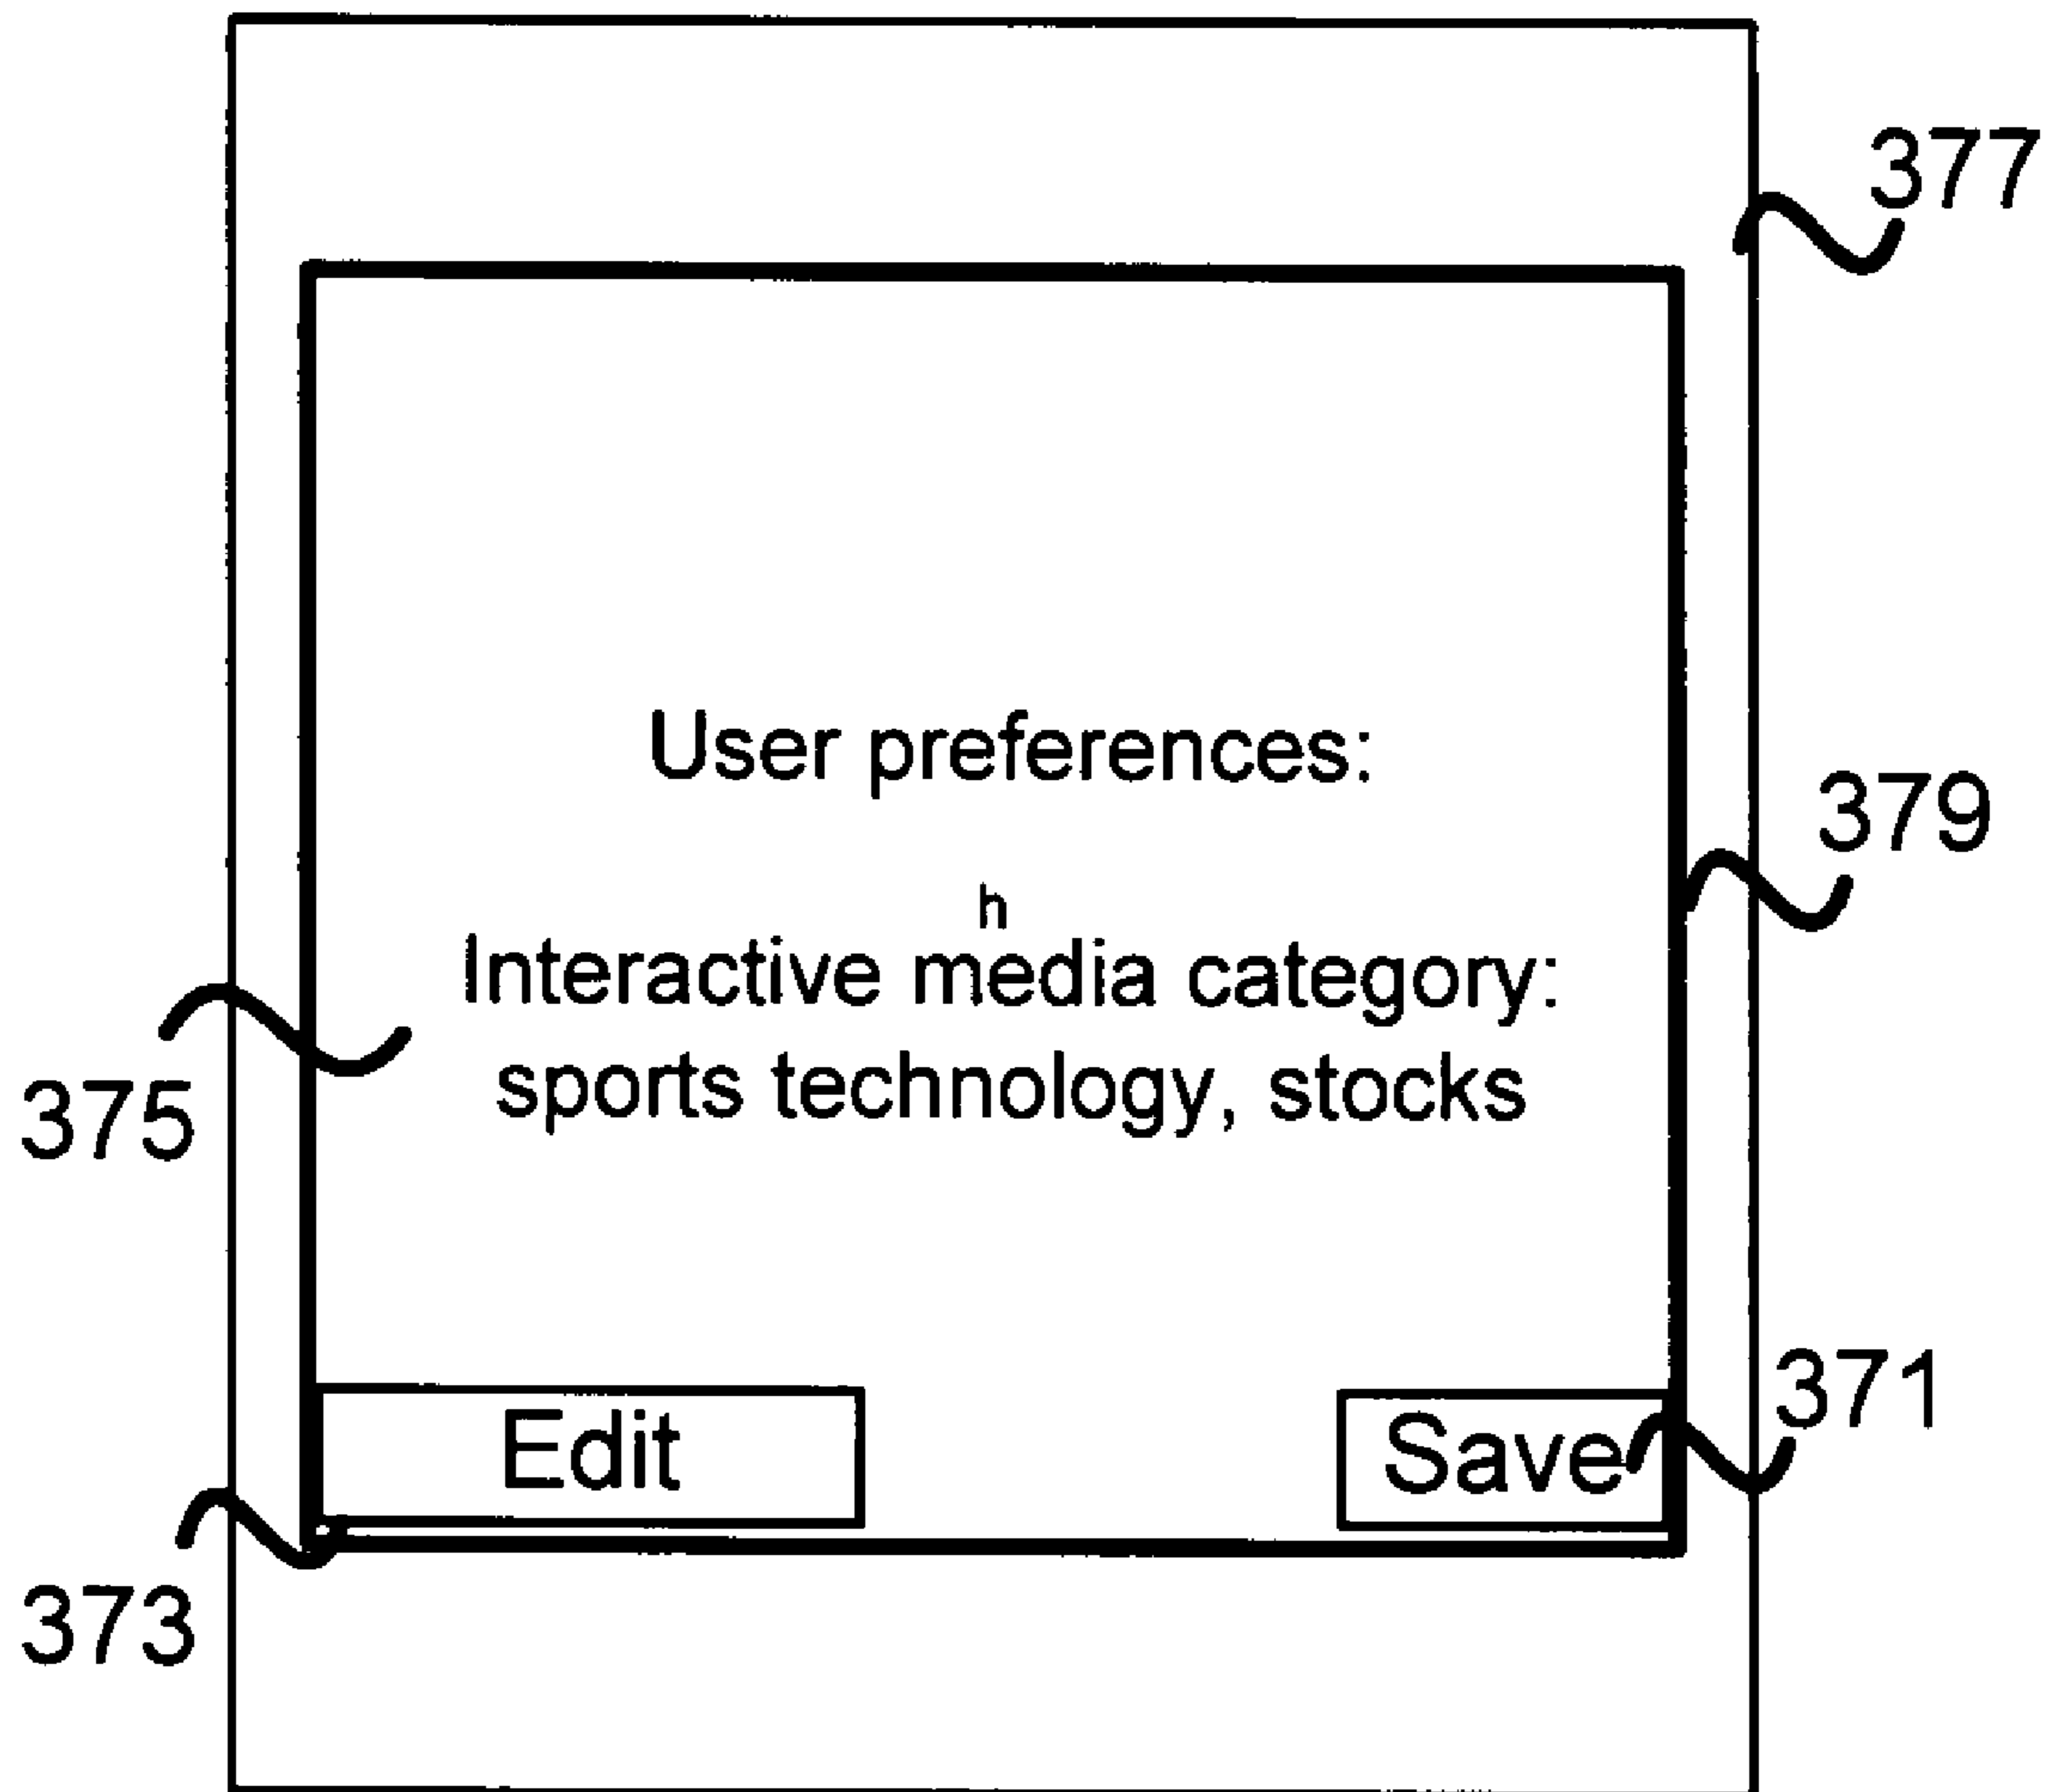 377
User preferences:
379
h
Interactive media category:
sports technology, stocks
375
371
Edit Save
373